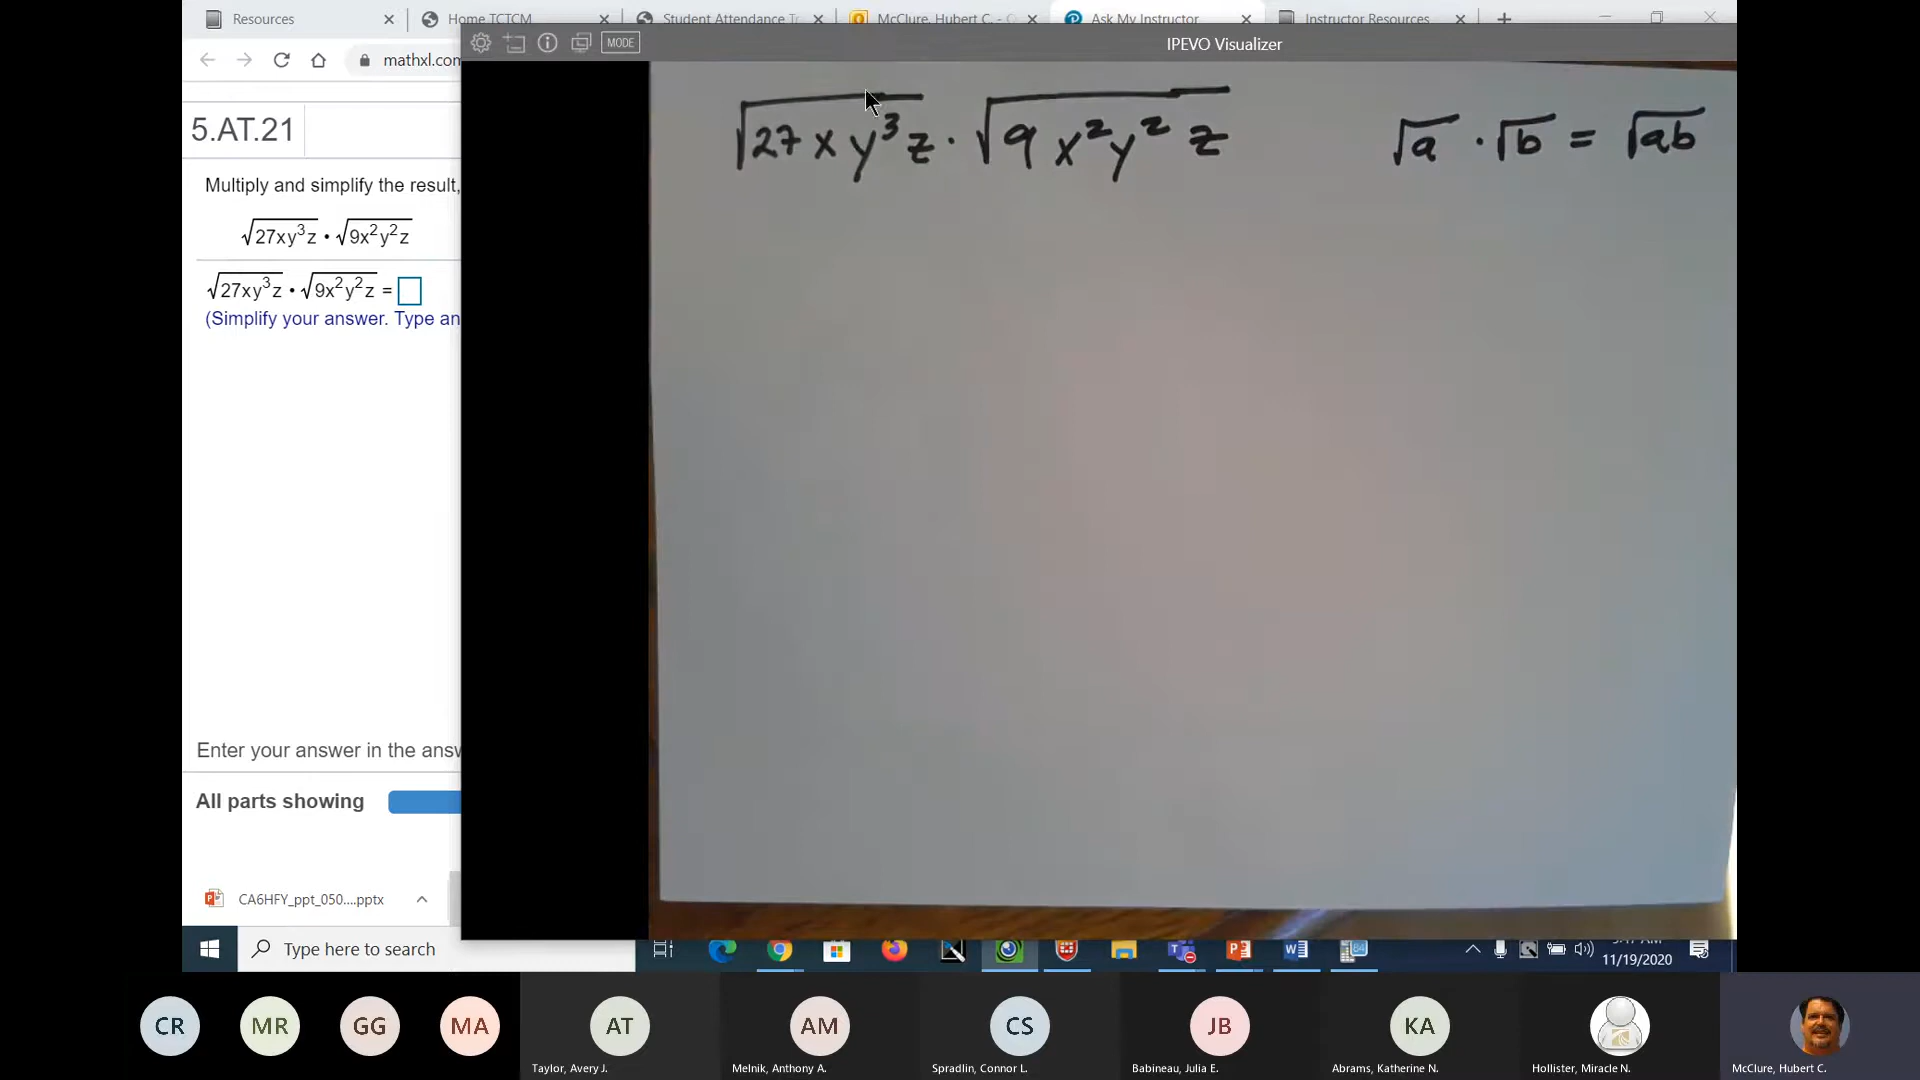 Resources
Home TCTCM
Student Attendance Tr
McClure, Hubert C. -
Ask My Instructor
Instructor Resources
mathxl.com
MODE
IPEVO Visualizer
5.AT.21
Multiply and simplify the result,
√27xy³z • √9x²y²z
√27xy³z • √9x²y²z =
(Simplify your answer. Type an
√27xy³z · √9x²y²z
√a · √b = √ab
Enter your answer in the answ
All parts showing
CA6HFY_ppt_050....pptx
Type here to search
11/19/2020
CR
MR
GG
MA
AT
AM
CS
JB
KA
Taylor, Avery J.
Melnik, Anthony A.
Spradlin, Connor L.
Babineau, Julia E.
Abrams, Katherine N.
Hollister, Miracle N.
McClure, Hubert C.